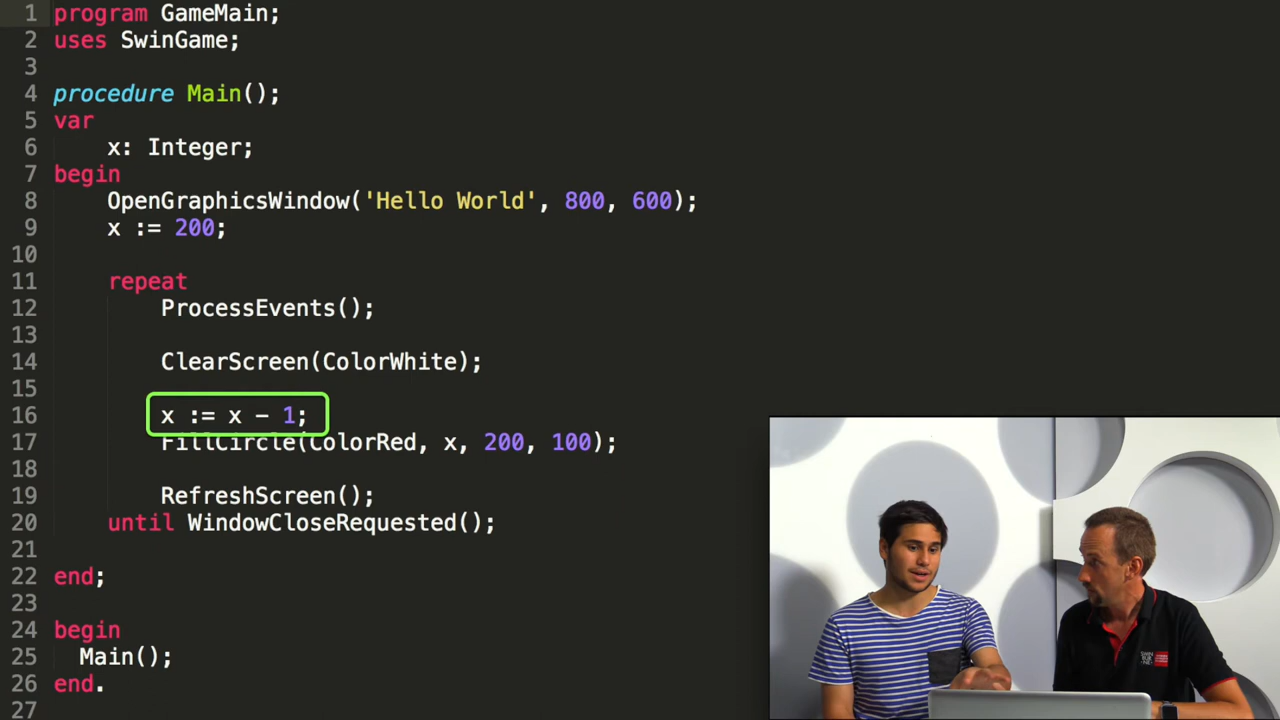 1 program GameMain;
2 uses SwinGame;
3
4 procedure Main();
5 var
6 x: Integer;
7 begin
8 OpenGraphicsWindow('Hello World', 800, 600);
9 x := 200;
10
11 repeat
12 ProcessEvents();
13
14 ClearScreen(ColorWhite);
15
16 x := x - 1;
17 FillCircle(ColorRed, x, 200, 100);
18
19 RefreshScreen();
20 until WindowCloseRequested();
21
22 end;
23
24 begin
25 Main();
26 end.
27
SWIN
BUR
NE